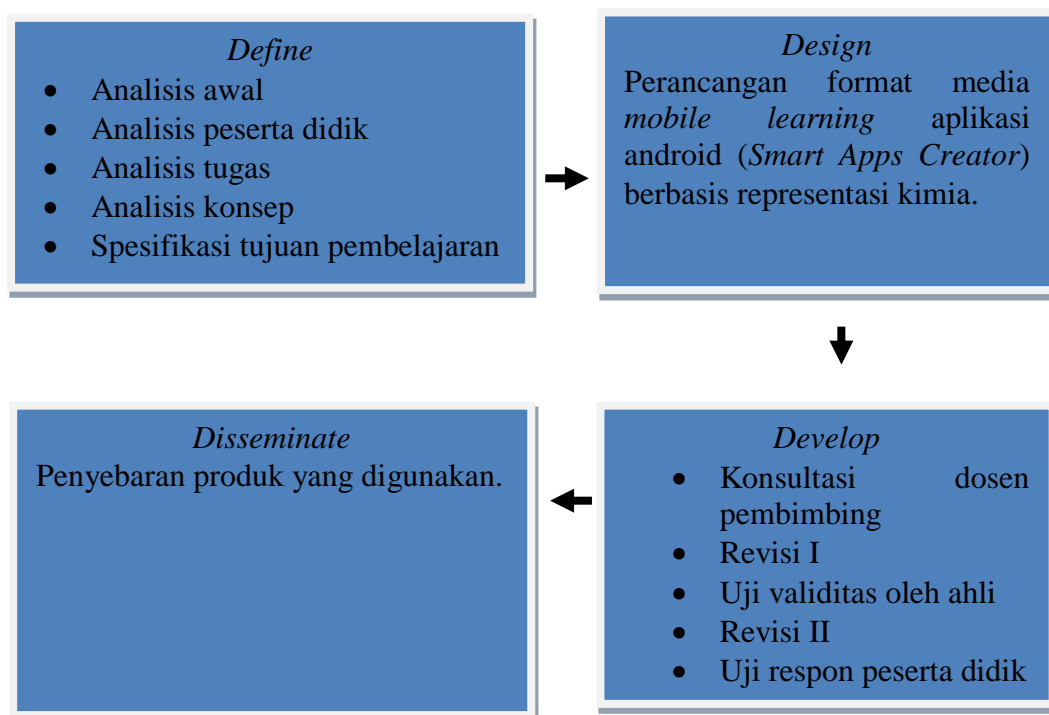 Define
• Analisis awal
• Analisis peserta didik
• Analisis tugas
• Analisis konsep
• Spesifikasi tujuan pembelajaran
Design
Perancangan format media
mobile learning aplikasi
android (Smart Apps Creator)
berbasis representasi kimia.
Develop
• Konsultasi dosen
pembimbing
• Revisi I
• Uji validitas oleh ahli
• Revisi II
• Uji respon peserta didik
Disseminate
Penyebaran produk yang digunakan.